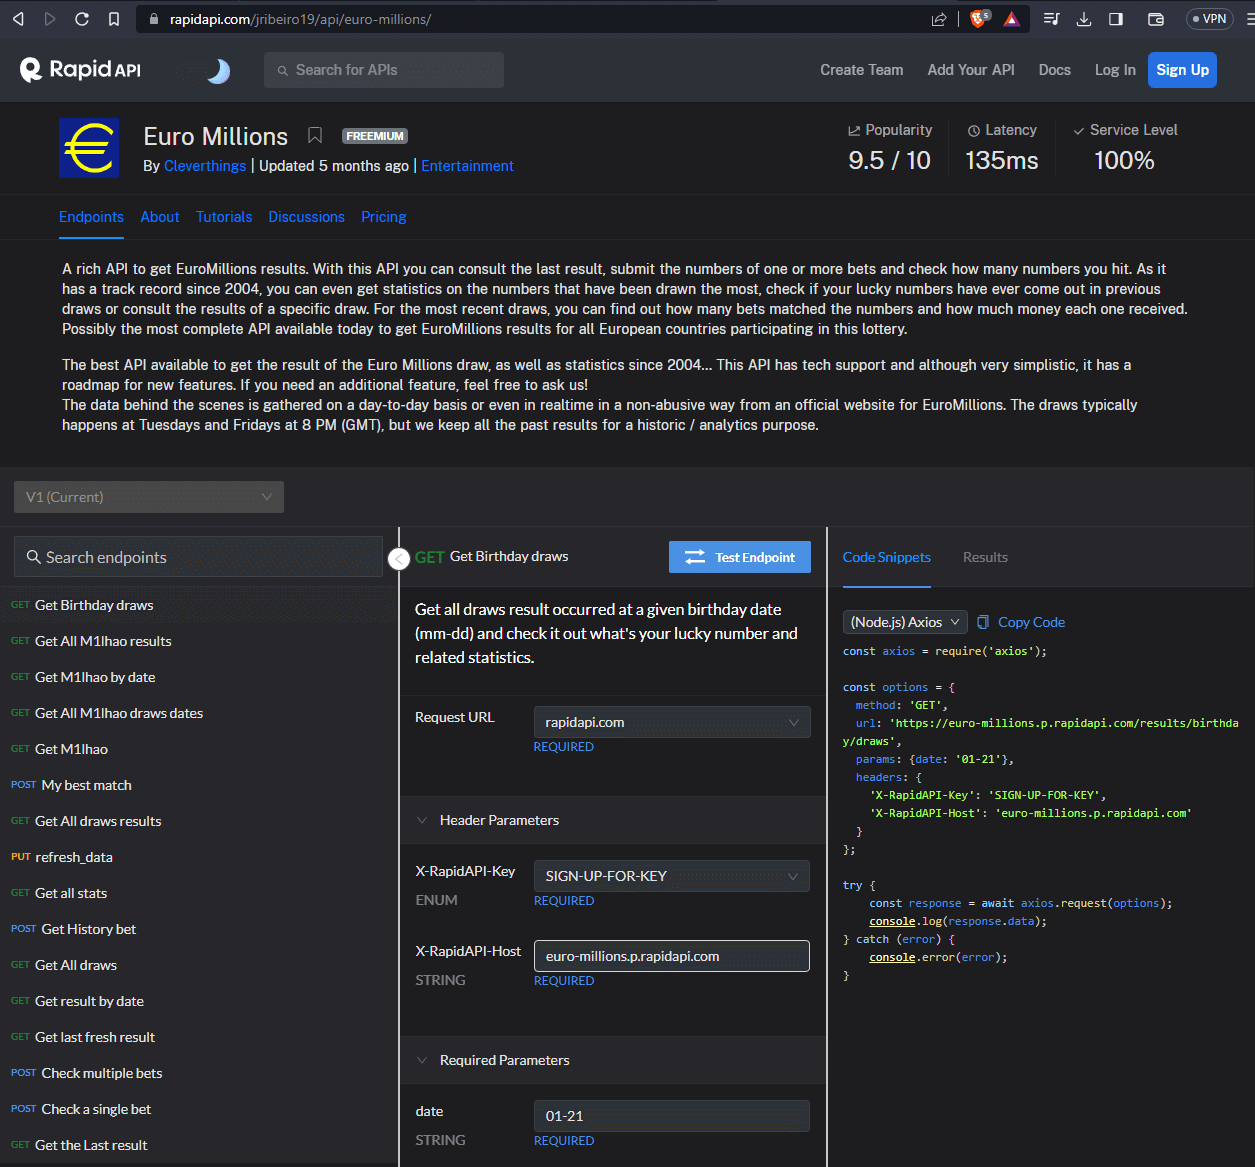 rapidapi.com/jribeiro19/api/euro-millions/
5
VPN
Rapid API
Search for APIs
Create Team
Add Your API
Docs
Log In
Sign Up
Euro Millions
FREEMIUM
By Cleverthings | Updated 5 months ago | Entertainment
Popularity
9.5 / 10
Latency
135ms
Service Level
100%
Endpoints
About
Tutorials
Discussions
Pricing
A rich API to get EuroMillions results. With this API you can consult the last result, submit the numbers of one or more bets and check how many numbers you hit. As it
has a track record since 2004, you can even get statistics on the numbers that have been drawn the most, check if your lucky numbers have ever come out in previous
draws or consult the results of a specific draw. For the most recent draws, you can find out how many bets matched the numbers and how much money each one received.
Possibly the most complete API available today to get EuroMillions results for all European countries participating in this lottery.
The best API available to get the result of the Euro Millions draw, as well as statistics since 2004... This API has tech support and although very simplistic, it has a
roadmap for new features. If you need an additional feature, feel free to ask us!
The data behind the scenes is gathered on a day-to-day basis or even in realtime in a non-abusive way from an official website for EuroMillions. The draws typically
happens at Tuesdays and Fridays at 8 PM (GMT), but we keep all the past results for a historic / analytics purpose.
V1 (Current)
Search endpoints
GET Get Birthday draws
GET Get All M1lhao results
GET Get M1lhao by date
GET Get All M1lhao draws dates
GET Get M1lhao
POST My best match
GET Get All draws results
PUT refresh_data
GET Get all stats
POST Get History bet
GET Get All draws
GET Get result by date
GET Get last fresh result
POST Check multiple bets
POST Check a single bet
GET Get the Last result
GET Get Birthday draws
Test Endpoint
Get all draws result occurred at a given birthday date
(mm-dd) and check it out what's your lucky number and
related statistics.
Request URL
rapidapi.com
REQUIRED
Header Parameters
X-RapidAPI-Key
SIGN-UP-FOR-KEY
ENUM
REQUIRED
X-RapidAPI-Host
euro-millions.p.rapidapi.com
STRING
REQUIRED
Required Parameters
date
01-21
STRING
REQUIRED
Code Snippets
Results
(Node.js) Axios
Copy Code
const axios = require('axios');
const options = {
method: 'GET',
url: 'https://euro-millions.p.rapidapi.com/results/birthda
y/draws',
params: {date: '01-21'},
headers: {
'X-RapidAPI-Key': 'SIGN-UP-FOR-KEY',
'X-RapidAPI-Host': 'euro-millions.p.rapidapi.com'
}
};
try {
const response = await axios.request(options);
console.log(response.data);
} catch (error) {
console.error(error);
}